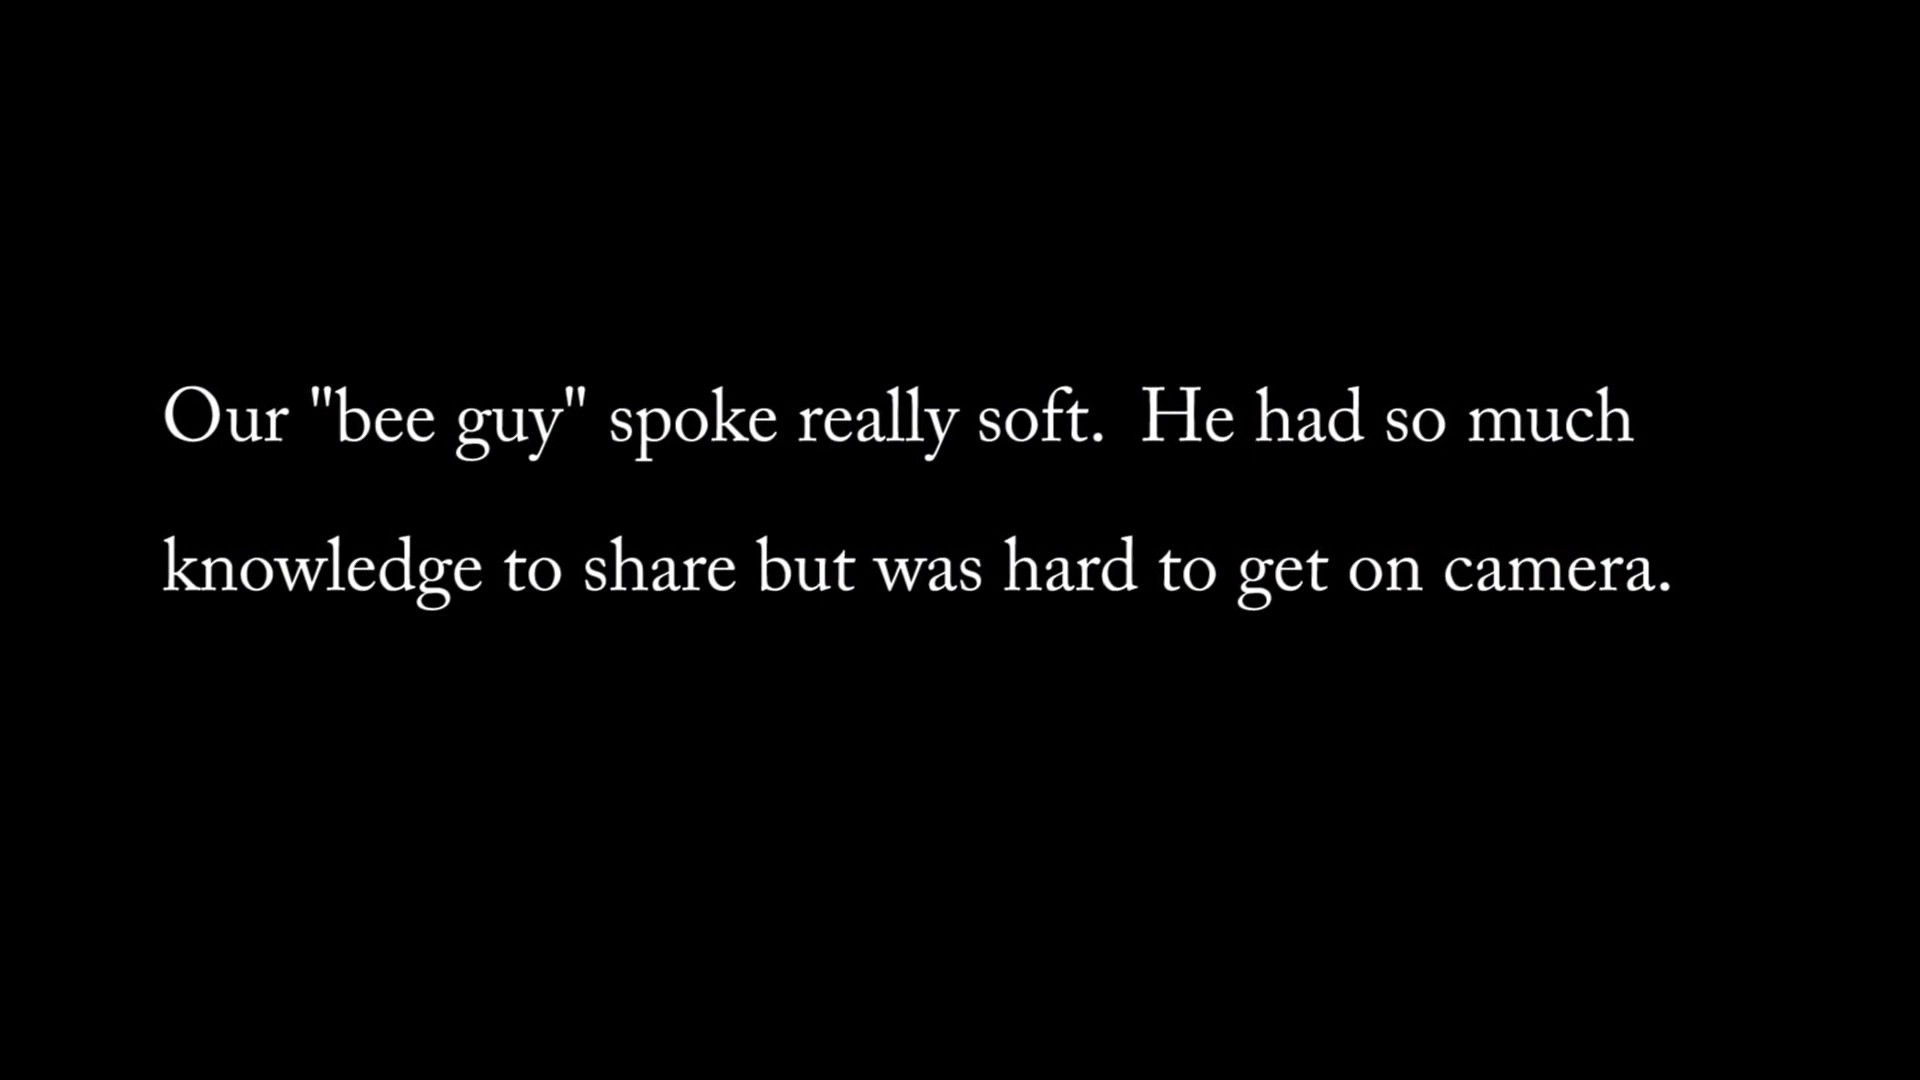 Our "bee guy" spoke really soft.  He had so much
knowledge to share but was hard to get on camera.